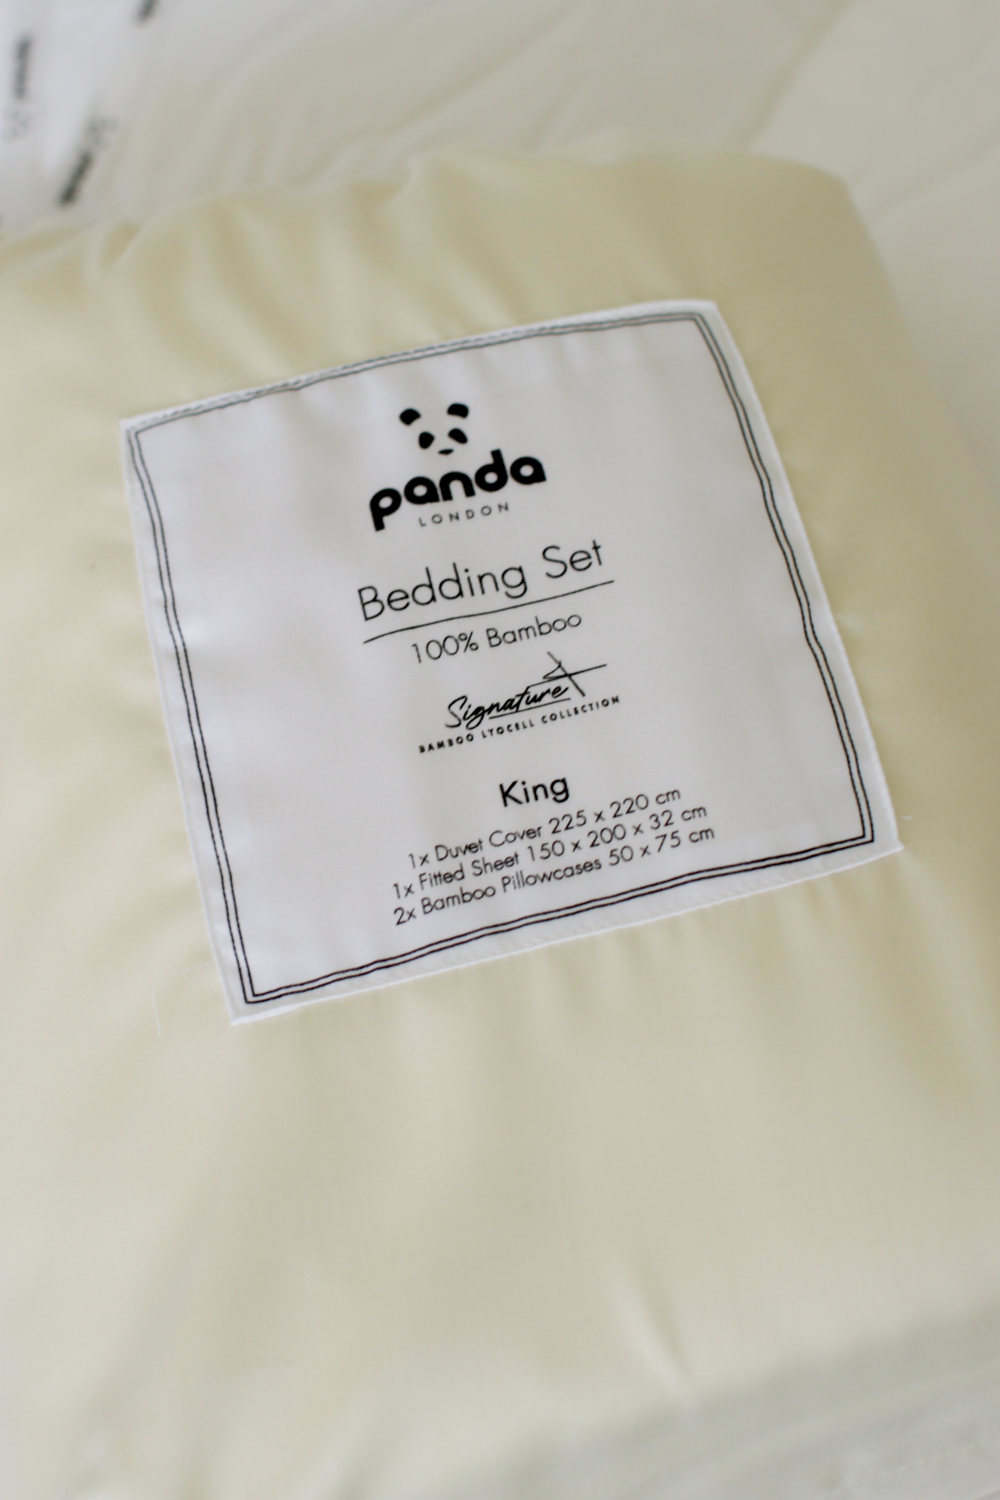 panda
LONDON
Bedding Set
100% Bamboo
Signature
BAMBOO LYOCELL COLLECTION
King
1x Duvet Cover 225 x 220 cm
1x Fitted Sheet 150 x 200 x 32 cm
2x Bamboo Pillowcases 50 x 75 cm